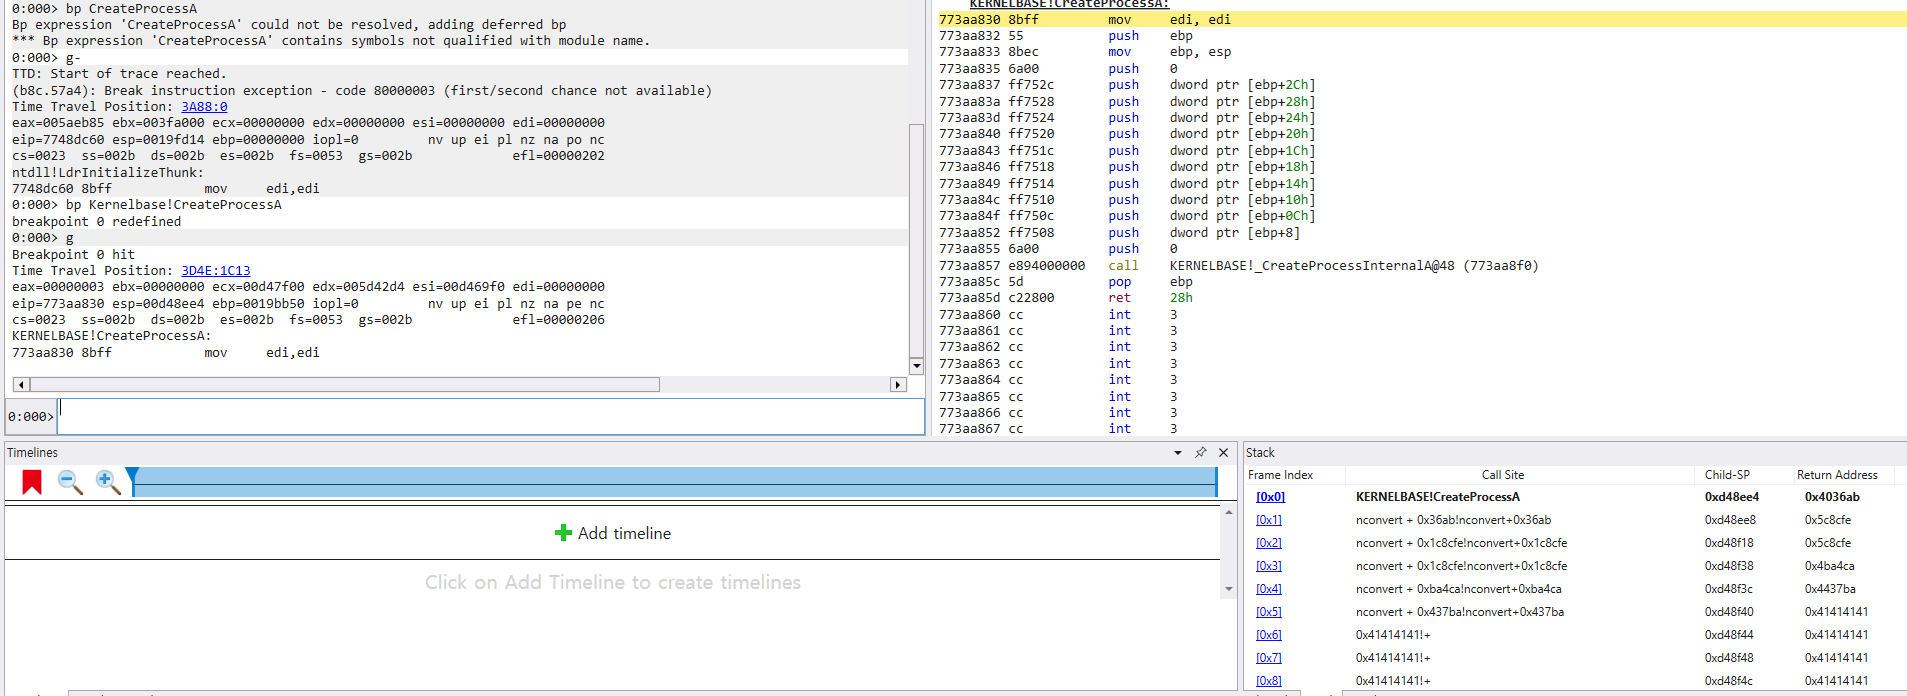 0:000> bp CreateProcessA
Bp expression 'CreateProcessA' could not be resolved, adding deferred bp
*** Bp expression 'CreateProcessA' contains symbols not qualified with module name.
0:000> g-
TTD: Start of trace reached.
(b8c.57a4): Break instruction exception - code 80000003 (first/second chance not available)
Time Travel Position: 3A88:0
eax=005aeb85 ebx=003fa000 ecx=00000000 edx=00000000 esi=00000000 edi=00000000
eip=7748dc60 esp=0019fd14 ebp=00000000 iopl=0         nv up ei pl nz na po nc
cs=0023  ss=002b  ds=002b  es=002b  fs=0053  gs=002b             efl=00000202
ntdll!LdrInitializeThunk:
7748dc60 8bff            mov     edi,edi
0:000> bp Kernelbase!CreateProcessA
breakpoint 0 redefined
0:000> g
Breakpoint 0 hit
Time Travel Position: 3D4E:1C13
eax=00000003 ebx=00000000 ecx=00d47f00 edx=005d42d4 esi=00d469f0 edi=00000000
eip=773aa830 esp=00d48ee4 ebp=0019bb50 iopl=0         nv up ei pl nz na pe nc
cs=0023  ss=002b  ds=002b  es=002b  fs=0053  gs=002b             efl=00000206
KERNELBASE!CreateProcessA:
773aa830 8bff            mov     edi,edi
0:000>
KERNELBASE!CreateProcessA:
773aa830 8bff mov edi, edi
773aa832 55 push ebp
773aa833 8bec mov ebp, esp
773aa835 6a00 push 0
773aa837 ff752c push dword ptr [ebp+2Ch]
773aa83a ff7528 push dword ptr [ebp+28h]
773aa83d ff7524 push dword ptr [ebp+24h]
773aa840 ff7520 push dword ptr [ebp+20h]
773aa843 ff751c push dword ptr [ebp+1Ch]
773aa846 ff7518 push dword ptr [ebp+18h]
773aa849 ff7514 push dword ptr [ebp+14h]
773aa84c ff7510 push dword ptr [ebp+10h]
773aa84f ff750c push dword ptr [ebp+0Ch]
773aa852 ff7508 push dword ptr [ebp+8]
773aa855 6a00 push 0
773aa857 e894000000 call KERNELBASE!_CreateProcessInternalA@48 (773aa8f0)
773aa85c 5d pop ebp
773aa85d c22800 ret 28h
773aa860 cc int 3
773aa861 cc int 3
773aa862 cc int 3
773aa863 cc int 3
773aa864 cc int 3
773aa865 cc int 3
773aa866 cc int 3
773aa867 cc int 3
Timelines
Add timeline
Click on Add Timeline to create timelines
Stack
Frame Index Call Site Child-SP Return Address
[0x0] KERNELBASE!CreateProcessA 0xd48ee4 0x4036ab
[0x1] nconvert + 0x36ab!nconvert+0x36ab 0xd48ee8 0x5c8cfe
[0x2] nconvert + 0x1c8cfe!nconvert+0x1c8cfe 0xd48f18 0x5c8cfe
[0x3] nconvert + 0x1c8cfe!nconvert+0x1c8cfe 0xd48f38 0x4ba4ca
[0x4] nconvert + 0xba4ca!nconvert+0xba4ca 0xd48f3c 0x4437ba
[0x5] nconvert + 0x437ba!nconvert+0x437ba 0xd48f40 0x41414141
[0x6] 0x41414141!+ 0xd48f44 0x41414141
[0x7] 0x41414141!+ 0xd48f48 0x41414141
[0x8] 0x41414141!+ 0xd48f4c 0x41414141